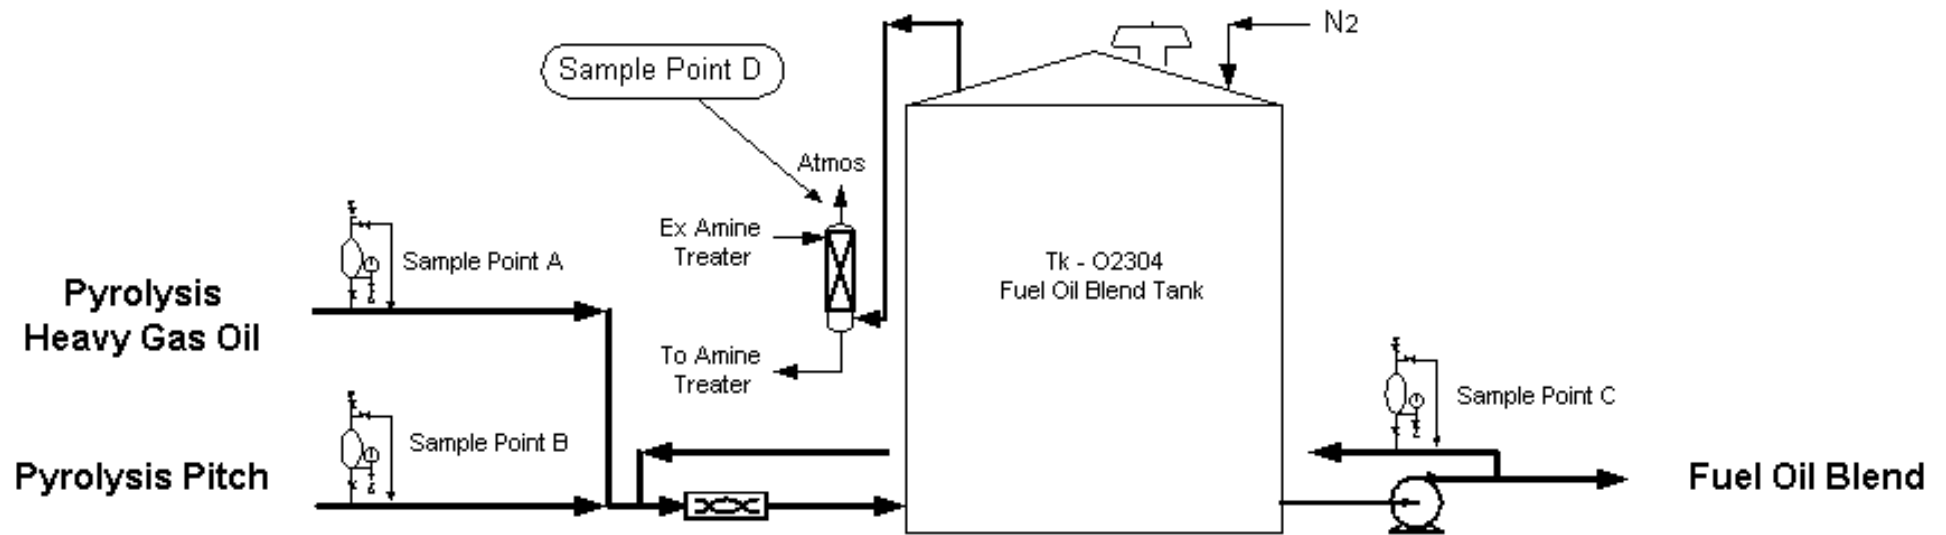 N2
Sample Point D
Atmos
Ex Amine
Treater
Sample Point A
Pyrolysis
Heavy Gas Oil
Tk - O2304
Fuel Oil Blend Tank
To Amine
Treater
Sample Point C
Sample Point B
Pyrolysis Pitch
Fuel Oil Blend